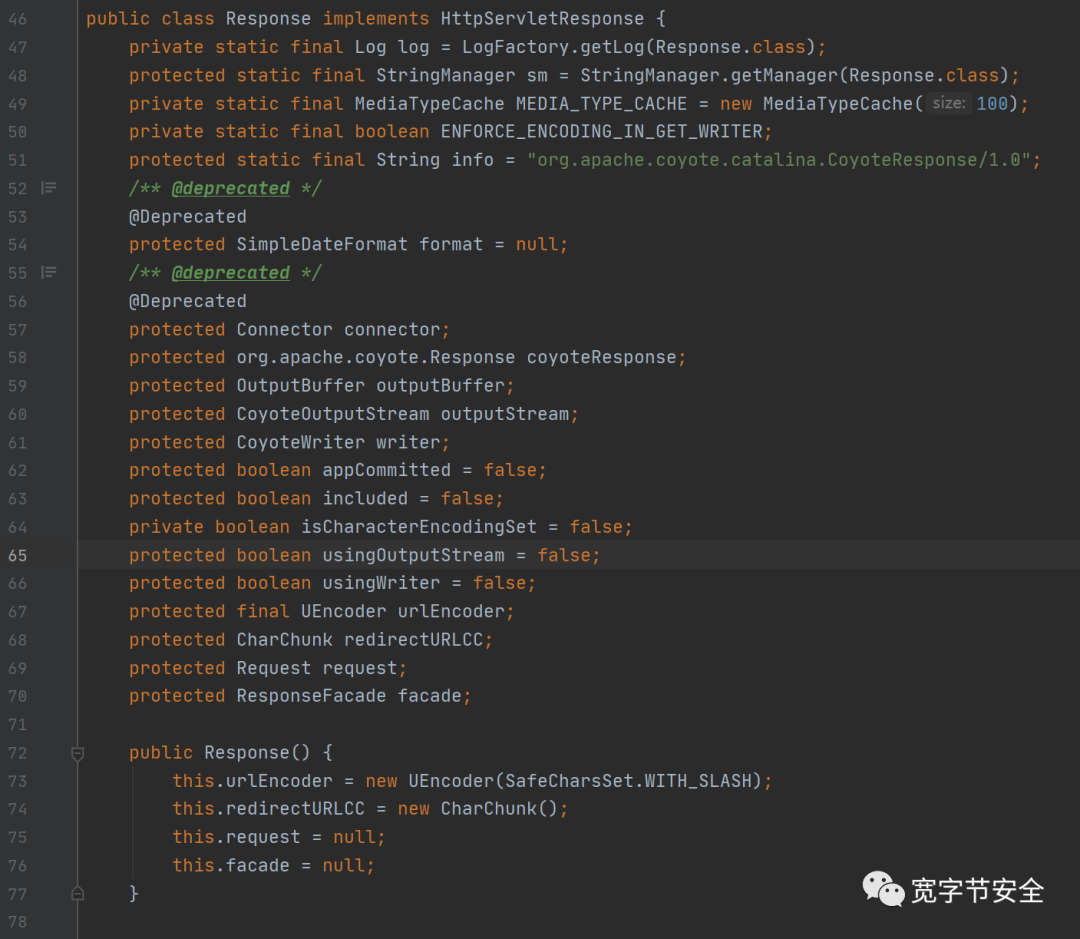 46 public class Response implements HttpServletResponse {
47 private static final Log log = LogFactory.getLog(Response.class);
48 protected static final StringManager sm = StringManager.getManager(Response.class);
49 private static final MediaTypeCache MEDIA_TYPE_CACHE = new MediaTypeCache( size: 100);
50 private static final boolean ENFORCE_ENCODING_IN_GET_WRITER;
51 protected static final String info = "org.apache.coyote.catalina.CoyoteResponse/1.0";
52 /** @deprecated */
53 @Deprecated
54 protected SimpleDateFormat format = null;
55 /** @deprecated */
56 @Deprecated
57 protected Connector connector;
58 protected org.apache.coyote.Response coyoteResponse;
59 protected OutputBuffer outputBuffer;
60 protected CoyoteOutputStream outputStream;
61 protected CoyoteWriter writer;
62 protected boolean appCommitted = false;
63 protected boolean included = false;
64 private boolean isCharacterEncodingSet = false;
65 protected boolean usingOutputStream = false;
66 protected boolean usingWriter = false;
67 protected final UEncoder urlEncoder;
68 protected CharChunk redirectURLCC;
69 protected Request request;
70 protected ResponseFacade facade;
71
72 public Response() {
73 this.urlEncoder = new UEncoder(SafeCharsSet.WITH_SLASH);
74 this.redirectURLCC = new CharChunk();
75 this.request = null;
76 this.facade = null;
77 }
78
宽字节安全